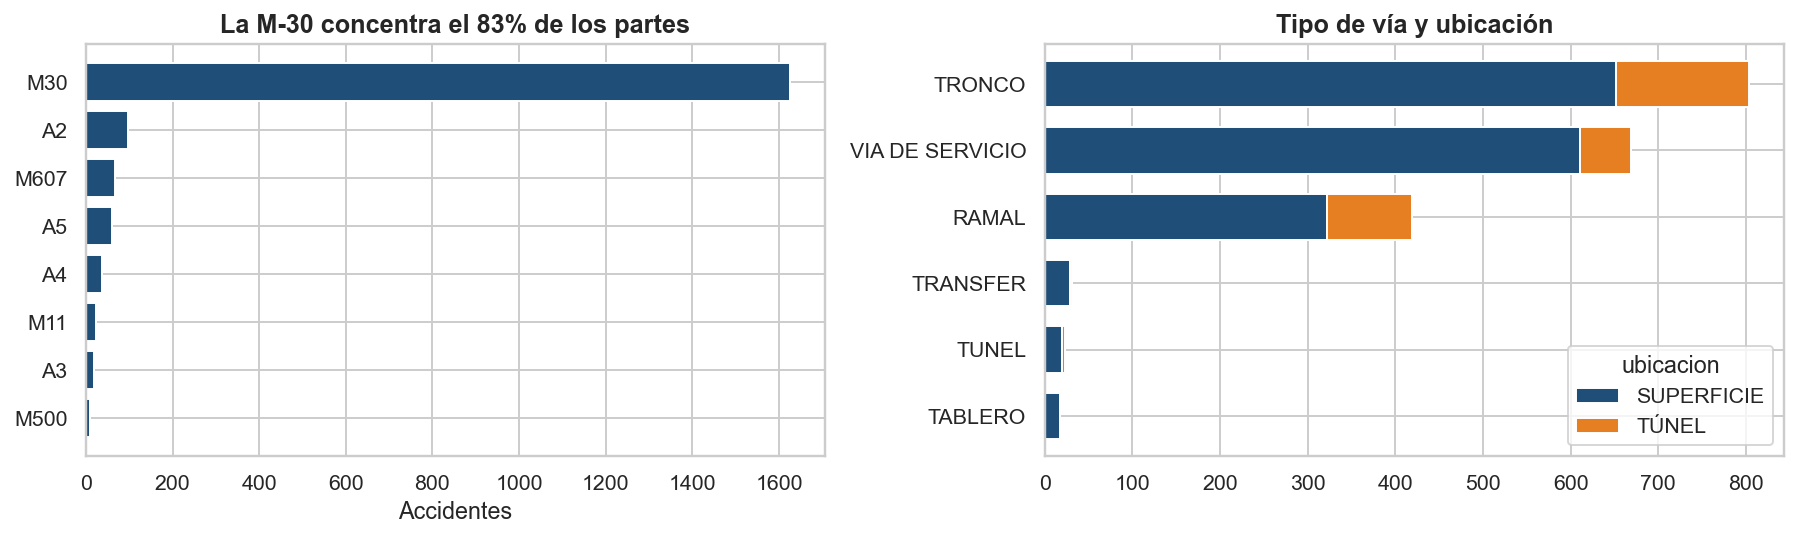 La M-30 concentra el 83% de los partes
M30
A2
M607
A5
A4
M11
A3
M500
0 200 400 600 800 1000 1200 1400 1600
Accidentes
Tipo de vía y ubicación
TRONCO
VIA DE SERVICIO
RAMAL
TRANSFER
TUNEL
TABLERO
ubicacion
SUPERFICIE
TÚNEL
0 100 200 300 400 500 600 700 800